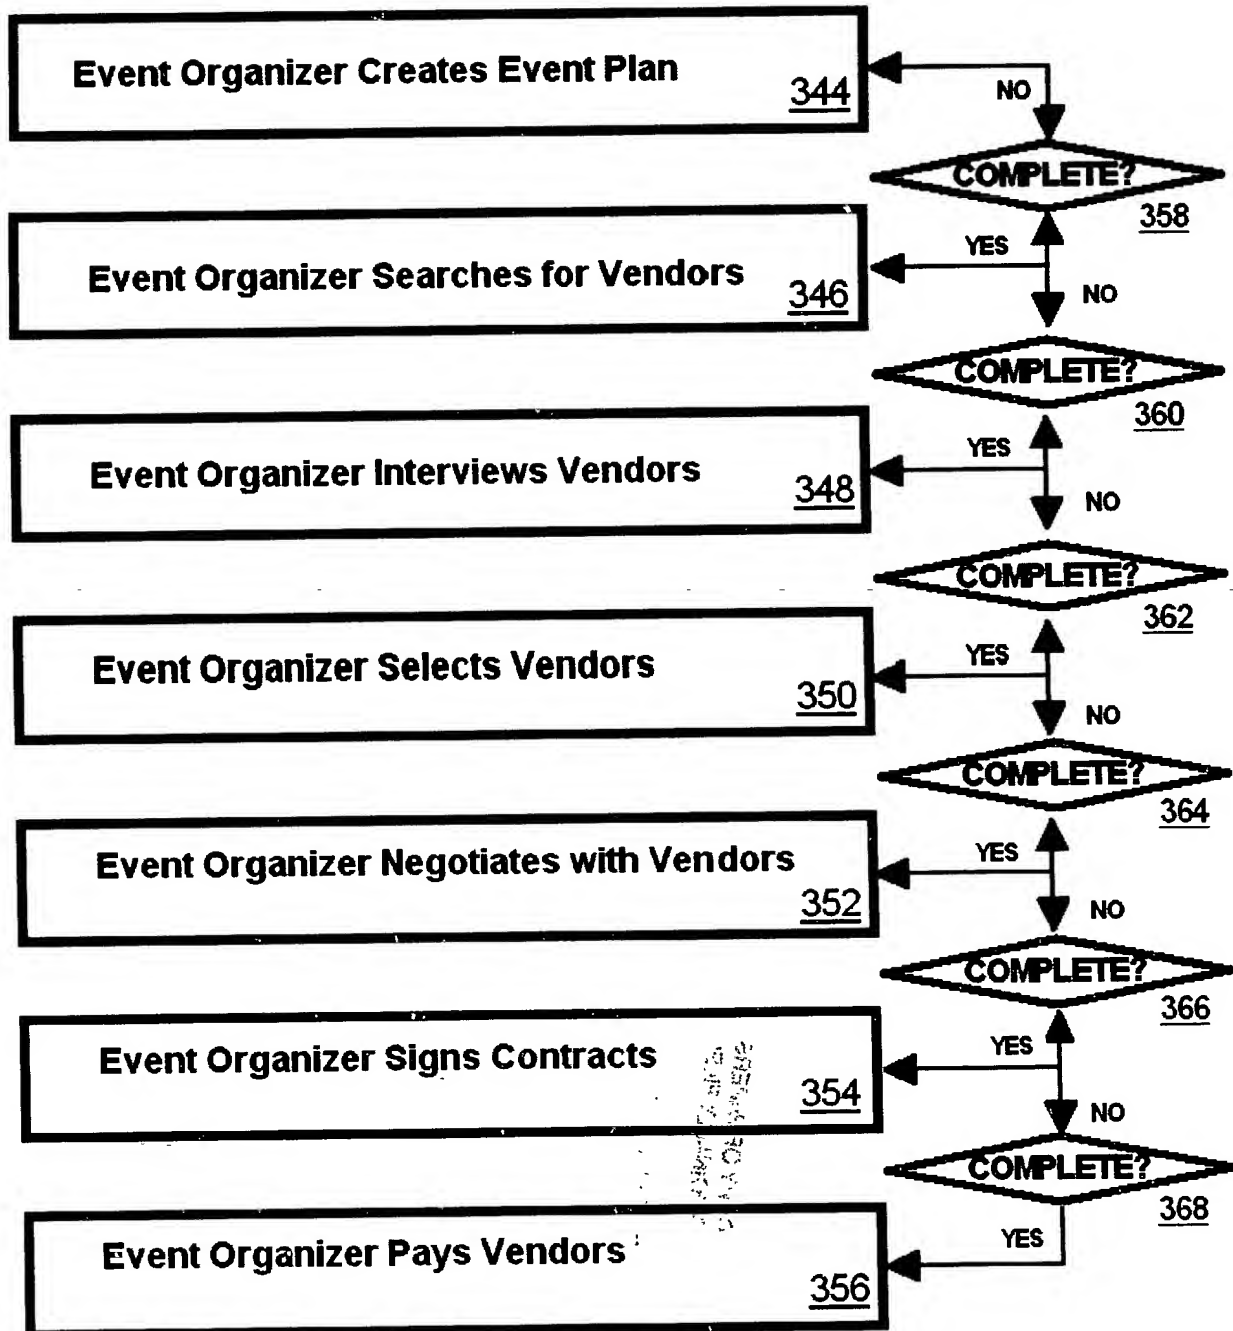 Event Organizer Creates Event Plan
344
NO
COMPLETE?
358
YES
Event Organizer Searches for Vendors
346
NO
COMPLETE?
360
YES
Event Organizer Interviews Vendors
348
NO
COMPLETE?
362
YES
Event Organizer Selects Vendors
350
NO
COMPLETE?
364
YES
Event Organizer Negotiates with Vendors
352
NO
COMPLETE?
366
YES
Event Organizer Signs Contracts
354
NO
COMPLETE?
368
YES
Event Organizer Pays Vendors
356